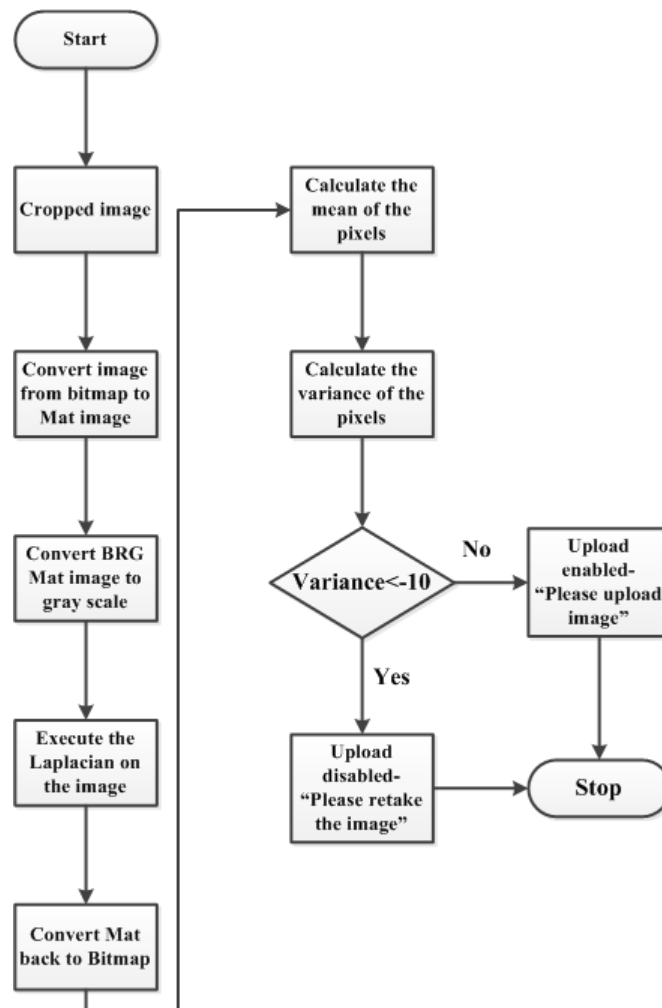 Start
Cropped image
Convert image
from bitmap to
Mat image
Convert BRG
Mat image to
gray scale
Execute the
Laplacian on
the image
Convert Mat
back to Bitmap
Calculate the
mean of the
pixels
Calculate the
variance of the
pixels
Variance<-10
No
Upload
enabled-
“Please upload
image”
Yes
Upload
disabled-
“Please retake
the image”
Stop